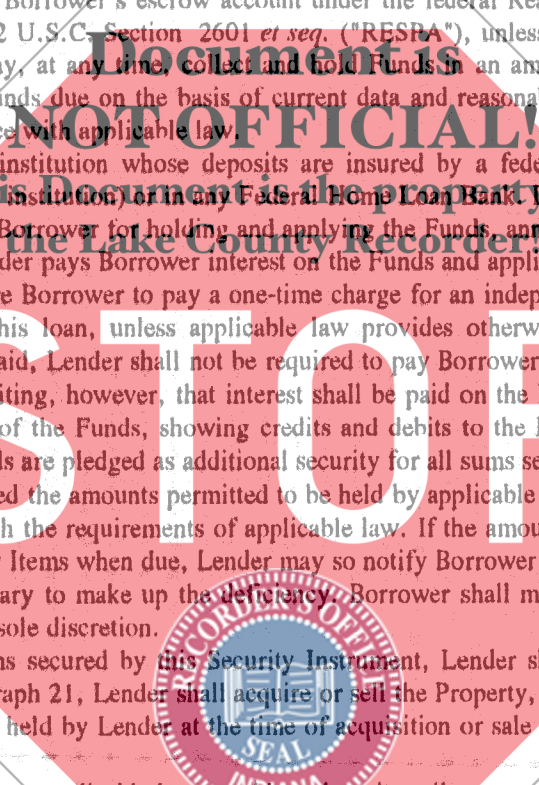 Borrower's escrow account under the federal Rea
2 U.S.C. Section 2601 et seq. ("RESPA"), unless
Document is
ay, at any time, collect and hold Funds in an am
unds due on the basis of current data and reasona
NOT OFFICIAL!
ce with applicable law.
institution whose deposits are insured by a fede
is Document is the property
institution) or in any Federal Home Loan Bank.
Borrower for holding and applying the Funds, ann
the Lake County Recorder!
der pays Borrower interest on the Funds and appli
re Borrower to pay a one-time charge for an indep
his loan, unless applicable law provides otherw
STOP
aid, Lender shall not be required to pay Borrower
iting, however, that interest shall be paid on the
of the Funds, showing credits and debits to the
ds are pledged as additional security for all sums se
ed the amounts permitted to be held by applicable
h the requirements of applicable law. If the amou
Items when due, Lender may so notify Borrower
ary to make up the deficiency. Borrower shall m
sole discretion.
ms secured by this Security Instrument, Lender s
raph 21, Lender shall acquire or sell the Property,
held by Lender at the time of acquisition or sale
RECORDER'S OFFICE
SEAL
INDIANA